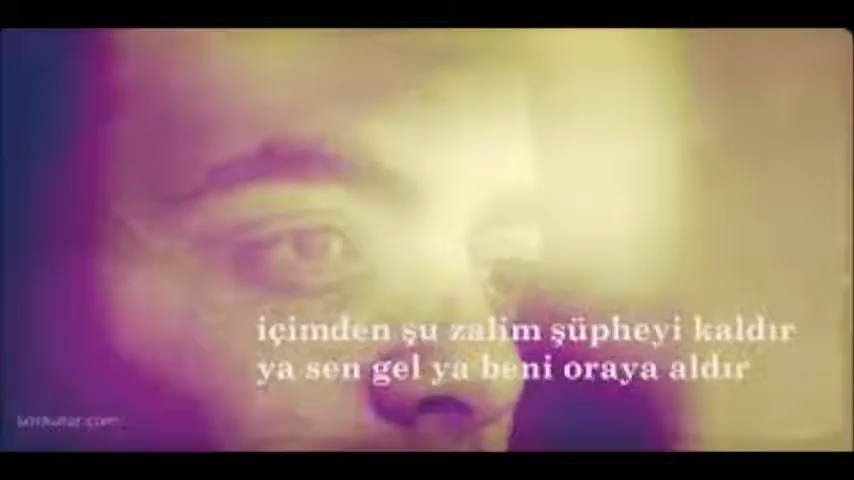 içimden şu zalim şüpheyi kaldır
ya sen gel ya beni oraya aldır